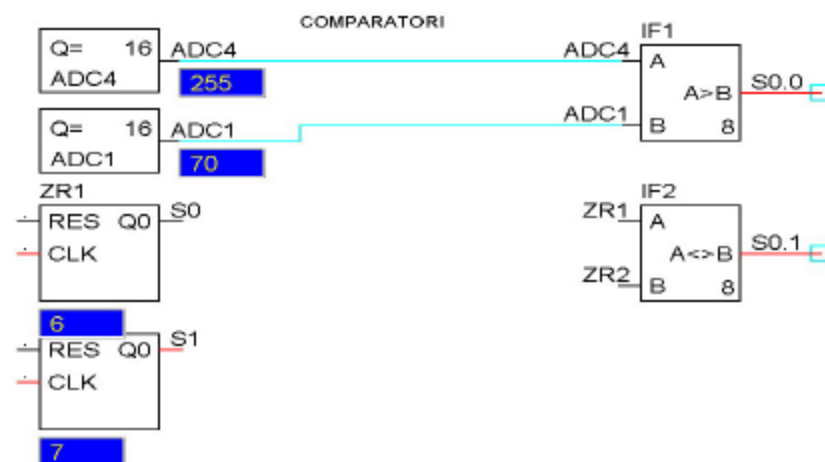 COMPARATORI
Q= 16 ADC4
ADC4
255
ADC4 IF1
A
A>B S0.0
ADC1 B 8
Q= 16 ADC1
ADC1
70
ZR1
RES Q0 S0
CLK
6
IF2
ZR1 A
A<>B S0.1
ZR2 B 8
RES Q0 S1
CLK
7